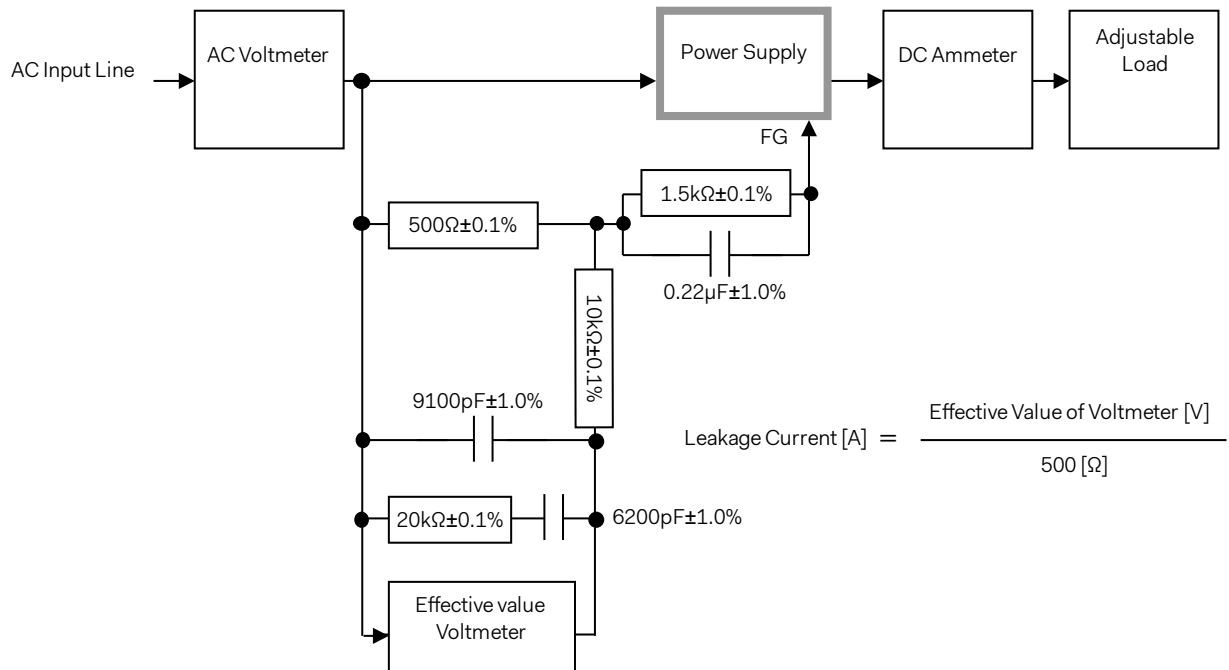 AC Input Line
AC Voltmeter
Power Supply
DC Ammeter
Adjustable
Load
FG
1.5kΩ±0.1%
500Ω±0.1%
0.22µF±1.0%
10kΩ±0.1%
9100pF±1.0%
Leakage Current [A] =
Effective Value of Voltmeter [V]
500 [Ω]
20kΩ±0.1%
6200pF±1.0%
Effective value
Voltmeter